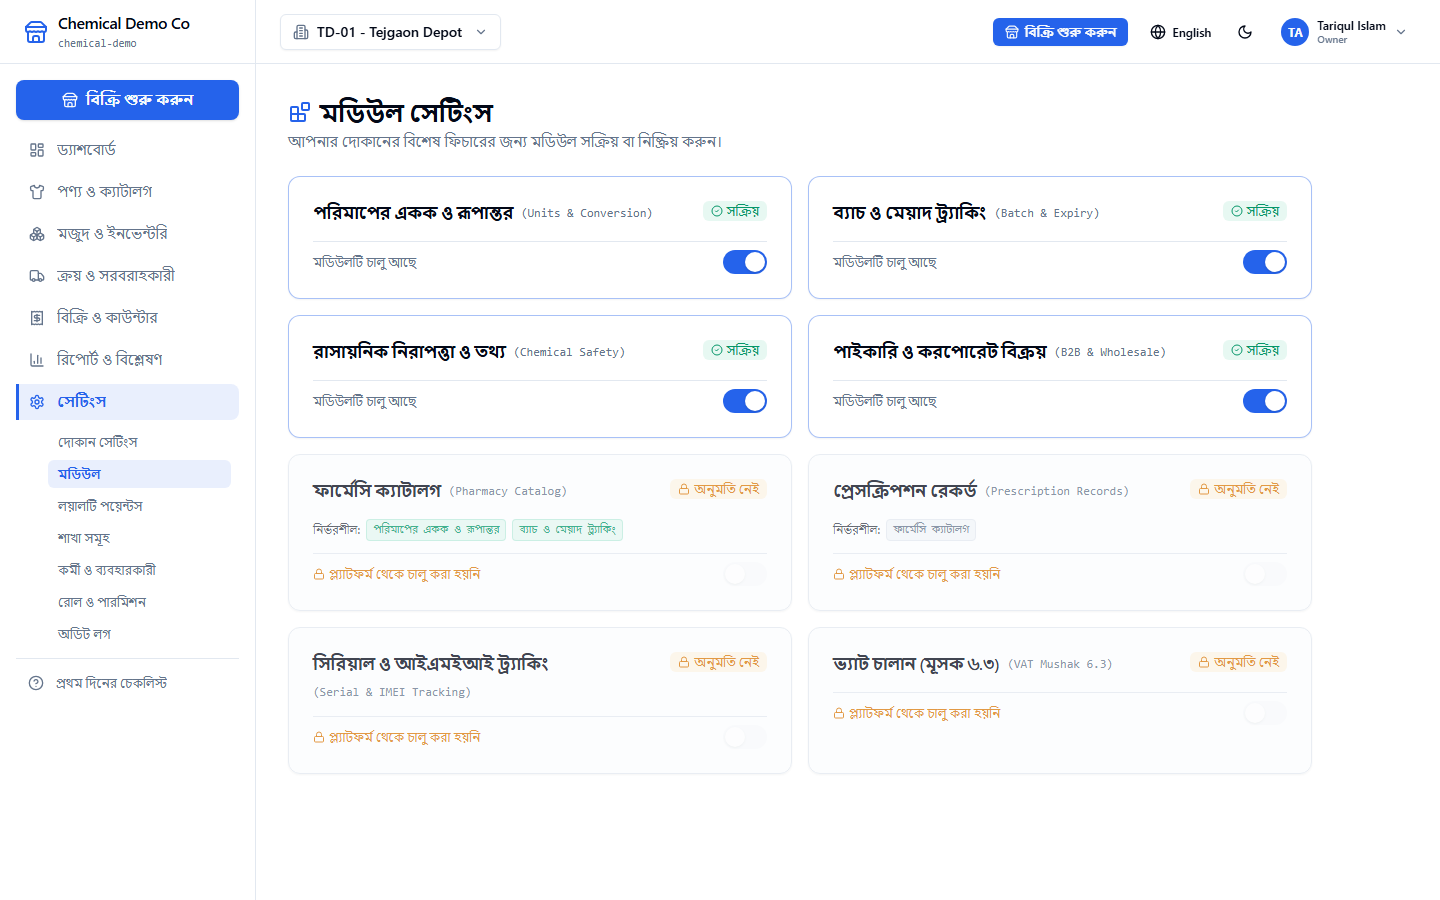 Chemical Demo Co
chemical-demo
TD-01 - Tejgaon Depot
বিক্রি শুরু করুন
English
TA
Tariqul Islam
Owner
বিক্রি শুরু করুন
ড্যাশবোর্ড
পণ্য ও ক্যাটালগ
মজুদ ও ইনভেন্টরি
ক্রয় ও সরবরাহকারী
বিক্রি ও কাউন্টার
রিপোর্ট ও বিশ্লেষণ
সেটিংস
দোকান সেটিংস
মডিউল
লয়ালটি পয়েন্টস
শাখা সমূহ
কর্মী ও ব্যবহারকারী
রোল ও পারমিশন
অডিট লগ
প্রথম দিনের চেকলিস্ট
মডিউল সেটিংস
আপনার দোকানের বিশেষ ফিচারের জন্য মডিউল সক্রিয় বা নিষ্ক্রিয় করুন।
পরিমাপের একক ও রূপান্তর (Units & Conversion) সক্রিয়
মডিউলটি চালু আছে
ব্যাচ ও মেয়াদ ট্র্যাকিং (Batch & Expiry) সক্রিয়
মডিউলটি চালু আছে
রাসায়নিক নিরাপত্তা ও তথ্য (Chemical Safety) সক্রিয়
মডিউলটি চালু আছে
পাইকারি ও করপোরেট বিক্রয় (B2B & Wholesale) সক্রিয়
মডিউলটি চালু আছে
ফার্মেসি ক্যাটালগ (Pharmacy Catalog) অনুমতি নেই
নির্ভরশীল: পরিমাপের একক ও রূপান্তর ব্যাচ ও মেয়াদ ট্র্যাকিং
প্ল্যাটফর্ম থেকে চালু করা হয়নি
প্রেসক্রিপশন রেকর্ড (Prescription Records) অনুমতি নেই
নির্ভরশীল: ফার্মেসি ক্যাটালগ
প্ল্যাটফর্ম থেকে চালু করা হয়নি
সিরিয়াল ও আইএমইআই ট্র্যাকিং অনুমতি নেই
(Serial & IMEI Tracking)
প্ল্যাটফর্ম থেকে চালু করা হয়নি
ভ্যাট চালান (মূসক ৬.৩) (VAT Mushak 6.3) অনুমতি নেই
প্ল্যাটফর্ম থেকে চালু করা হয়নি